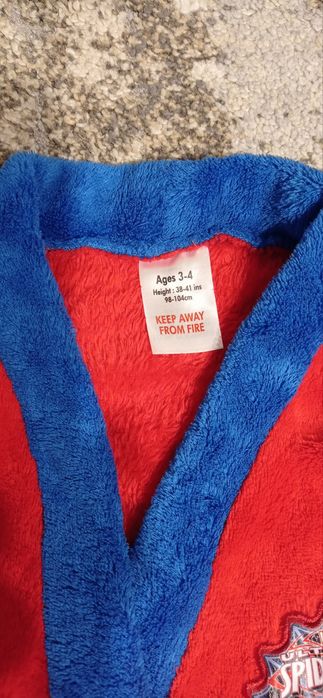 Ages 3-4
Height : 38-41 ins
98-104cm
KEEP AWAY
FROM FIRE